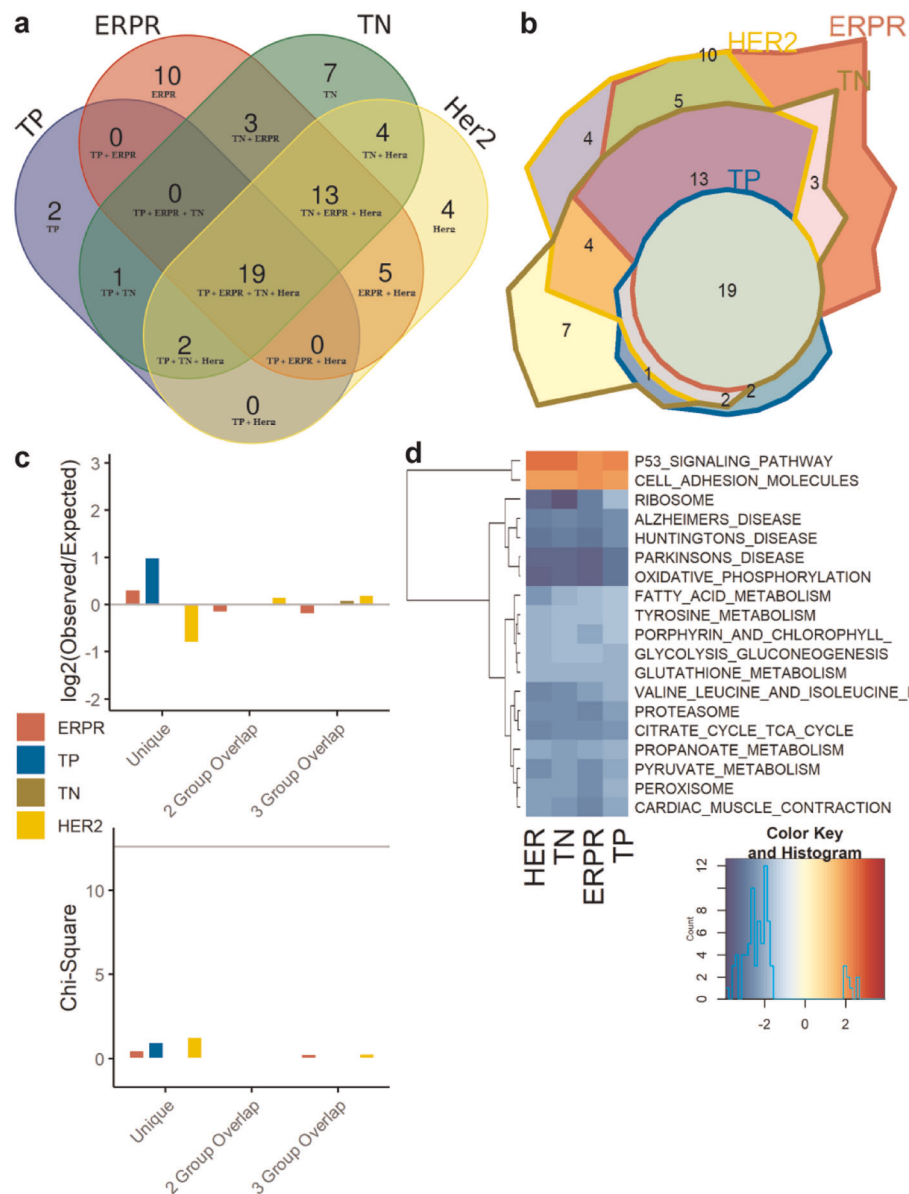 a
ERPR
TN
TP
Her2
10
ERPR
7
TN
0
TP + ERPR
3
TN + ERPR
4
TN + Her2
2
TP
0
TP + ERPR + TN
13
TN + ERPR + Her2
4
Her2
1
TP + TN
19
TP + ERPR + TN + Her2
5
ERPR + Her2
2
TP + TN + Her2
0
TP + ERPR + Her2
0
TP + Her2
b
ERPR
HER2
TN
TP
10
5
4
13
3
4
19
7
1
2
2
c
log2(Observed/Expected)
3
2
1
0
-1
-2
Unique
2 Group Overlap
3 Group Overlap
ERPR
TP
TN
HER2
Chi-Square
10
5
0
Unique
2 Group Overlap
3 Group Overlap
d
P53_SIGNALING_PATHWAY
CELL_ADHESION_MOLECULES
RIBOSOME
ALZHEIMERS_DISEASE
HUNTINGTONS_DISEASE
PARKINSONS_DISEASE
OXIDATIVE_PHOSPHORYLATION
FATTY_ACID_METABOLISM
TYROSINE_METABOLISM
PORPHYRIN_AND_CHLOROPHYLL_
GLYCOLYSIS_GLUCONEOGENESIS
GLUTATHIONE_METABOLISM
VALINE_LEUCINE_AND_ISOLEUCINE_
PROTEASOME
CITRATE_CYCLE_TCA_CYCLE
PROPANOATE_METABOLISM
PYRUVATE_METABOLISM
PEROXISOME
CARDIAC_MUSCLE_CONTRACTION
HER
TN
ERPR
TP
Color Key
and Histogram
Count
0 2 4 6 8 10 12
-2 0 2